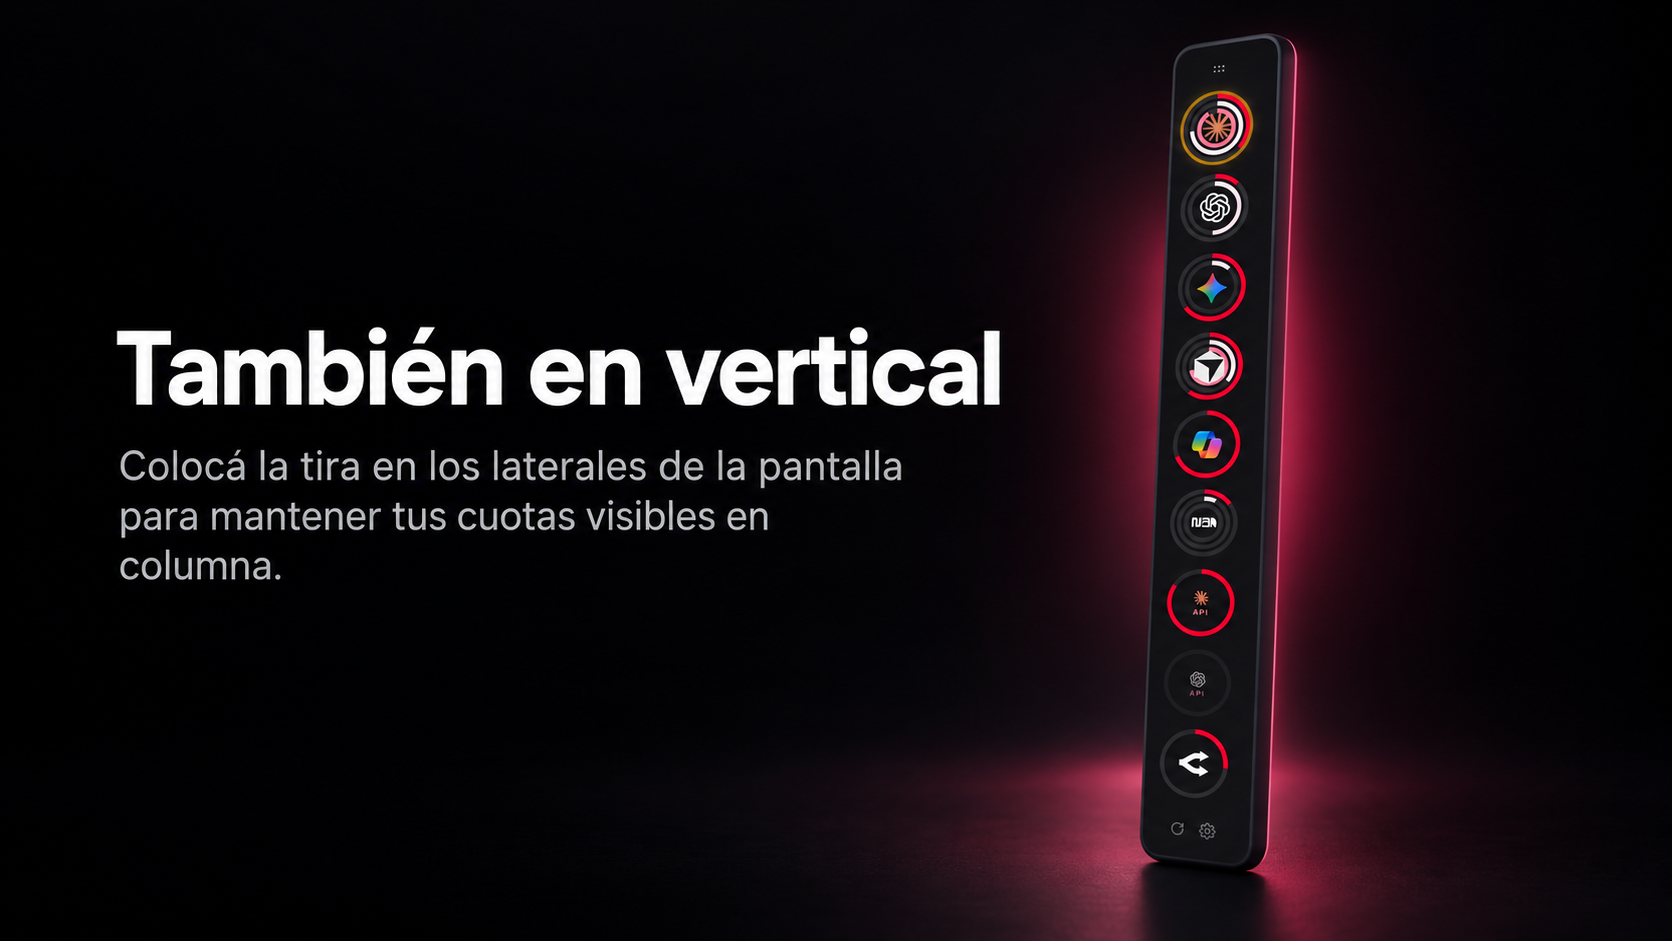 También en vertical
Colocá la tira en los laterales de la pantalla
para mantener tus cuotas visibles en
columna.
API
API